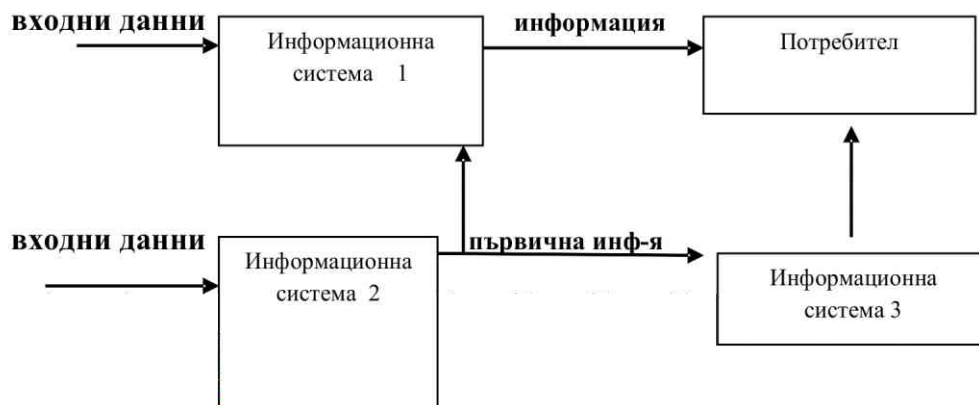 входни данни
Информационна
система 1
информация
Потребител
входни данни
Информационна
система 2
първична инф-я
Информационна
система 3